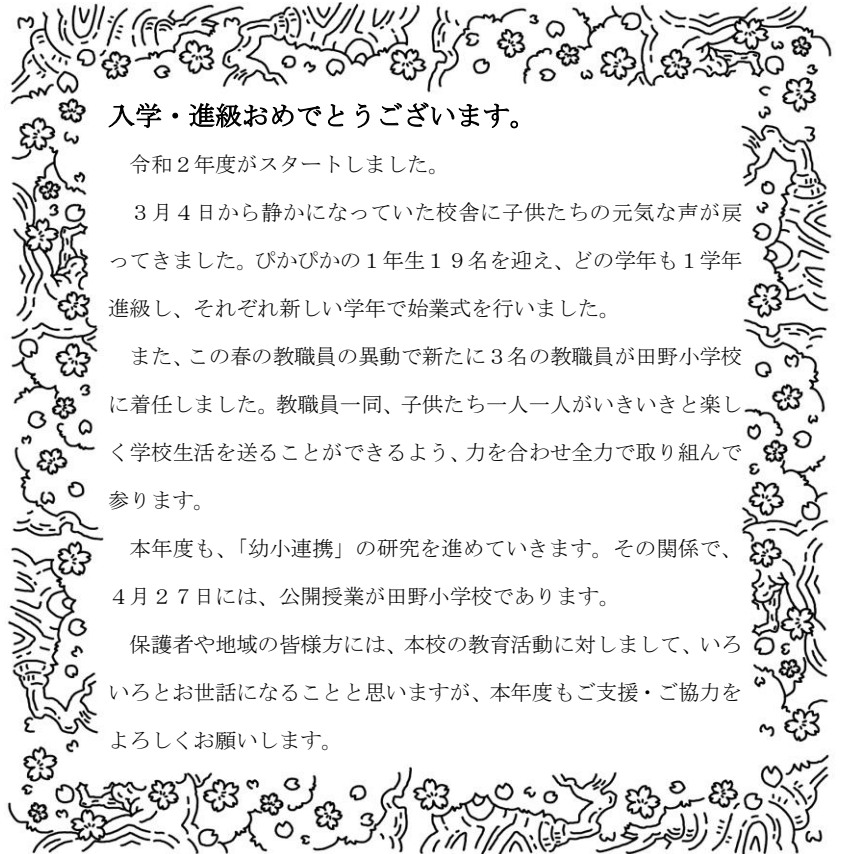 入学・進級おめでとうございます。
　令和２年度がスタートしました。
　３月４日から静かになっていた校舎に子供たちの元気な声が戻
ってきました。ぴかぴかの１年生１９名を迎え、どの学年も１学年
進級し、それぞれ新しい学年で始業式を行いました。
　また、この春の教職員の異動で新たに３名の教職員が田野小学校
に着任しました。教職員一同、子供たち一人一人がいきいきと楽し
く学校生活を送ることができるよう、力を合わせ全力で取り組んで
参ります。
　本年度も、「幼小連携」の研究を進めていきます。その関係で、
４月２７日には、公開授業が田野小学校であります。
　保護者や地域の皆様方には、本校の教育活動に対しまして、いろ
いろとお世話になることと思いますが、本年度もご支援・ご協力を
よろしくお願いします。